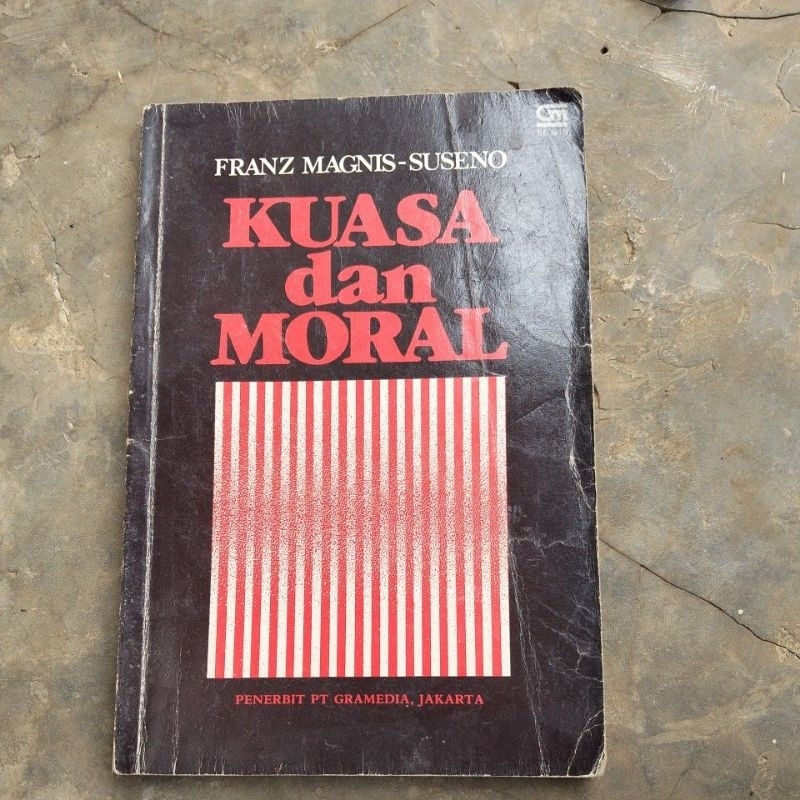 FRANZ MAGNIS-SUSENO
KUASA
dan
MORAL
PENERBIT PT GRAMEDIA, JAKARTA